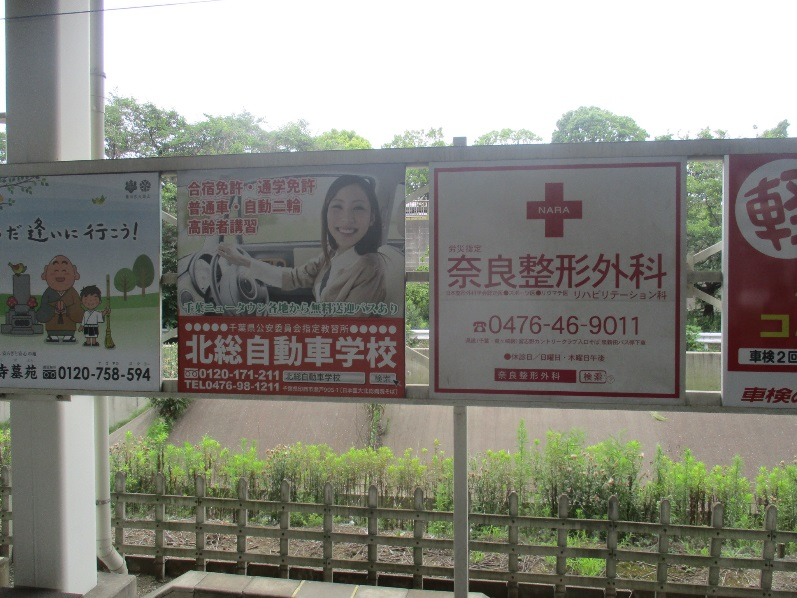 だ 逢いに 行こう!
寺墓苑
0120-758-594
合宿免許・通学免許
普通車・自動二輪
高齢者講習
千葉ニュータウン各地から無料送迎バスあり
●●●●●千葉県公安委員会指定教習所●●●●●
北総自動車学校
0120-171-211
TEL0476-98-1211
北総自動車学校 検索
NARA
労災指定
奈良整形外科
リハビリテーション科
☎0476-46-9011
●休診日/日曜日・木曜日午後
奈良整形外科 検索
軽
コ
車検2回
車検の